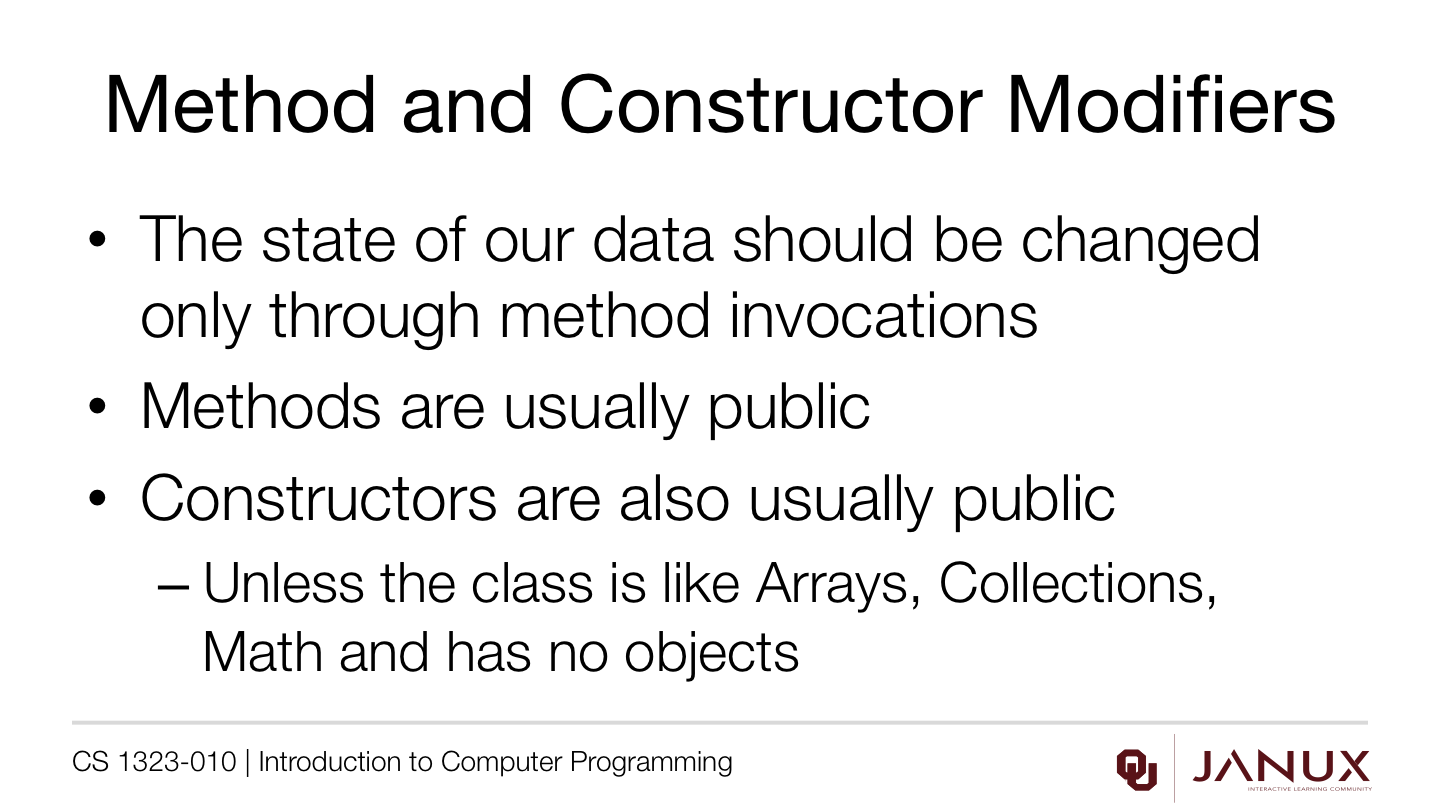 Method and Constructor Modifiers
• The state of our data should be changed
only through method invocations
• Methods are usually public
• Constructors are also usually public
– Unless the class is like Arrays, Collections,
Math and has no objects
CS 1323-010 | Introduction to Computer Programming
OU
JANUX
INTERACTIVE LEARNING COMMUNITY